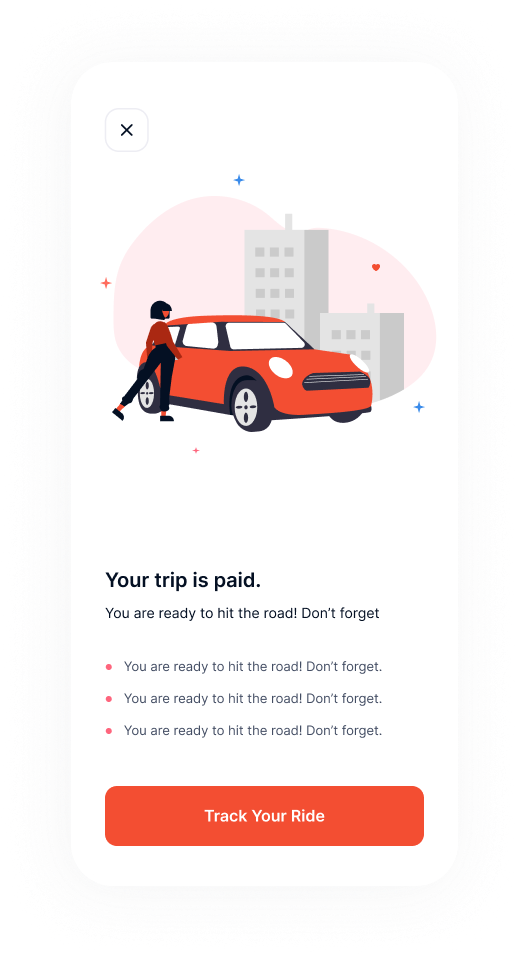 Your trip is paid.
You are ready to hit the road! Don’t forget
You are ready to hit the road! Don’t forget.
You are ready to hit the road! Don’t forget.
You are ready to hit the road! Don’t forget.
Track Your Ride